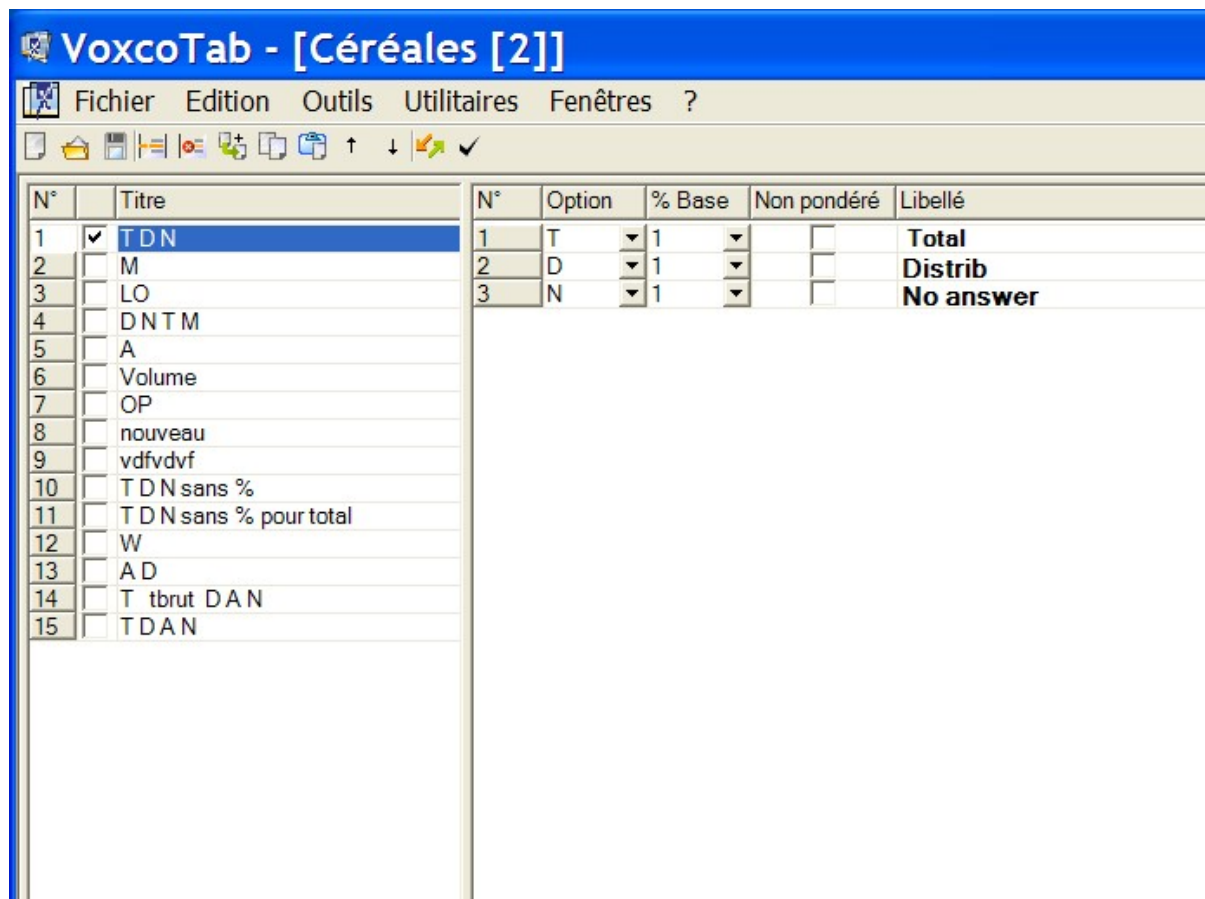 VoxcoTab - [Céréales [2]]
Fichier Edition Outils Utilitaires Fenêtres ?
N° Titre
1 T D N
2 M
3 LO
4 D N T M
5 A
6 Volume
7 OP
8 nouveau
9 vdfvdvf
10 T D N sans %
11 T D N sans % pour total
12 W
13 A D
14 T tbrut D A N
15 T D A N
N° Option % Base Non pondéré Libellé
1 T 1 Total
2 D 1 Distrib
3 N 1 No answer